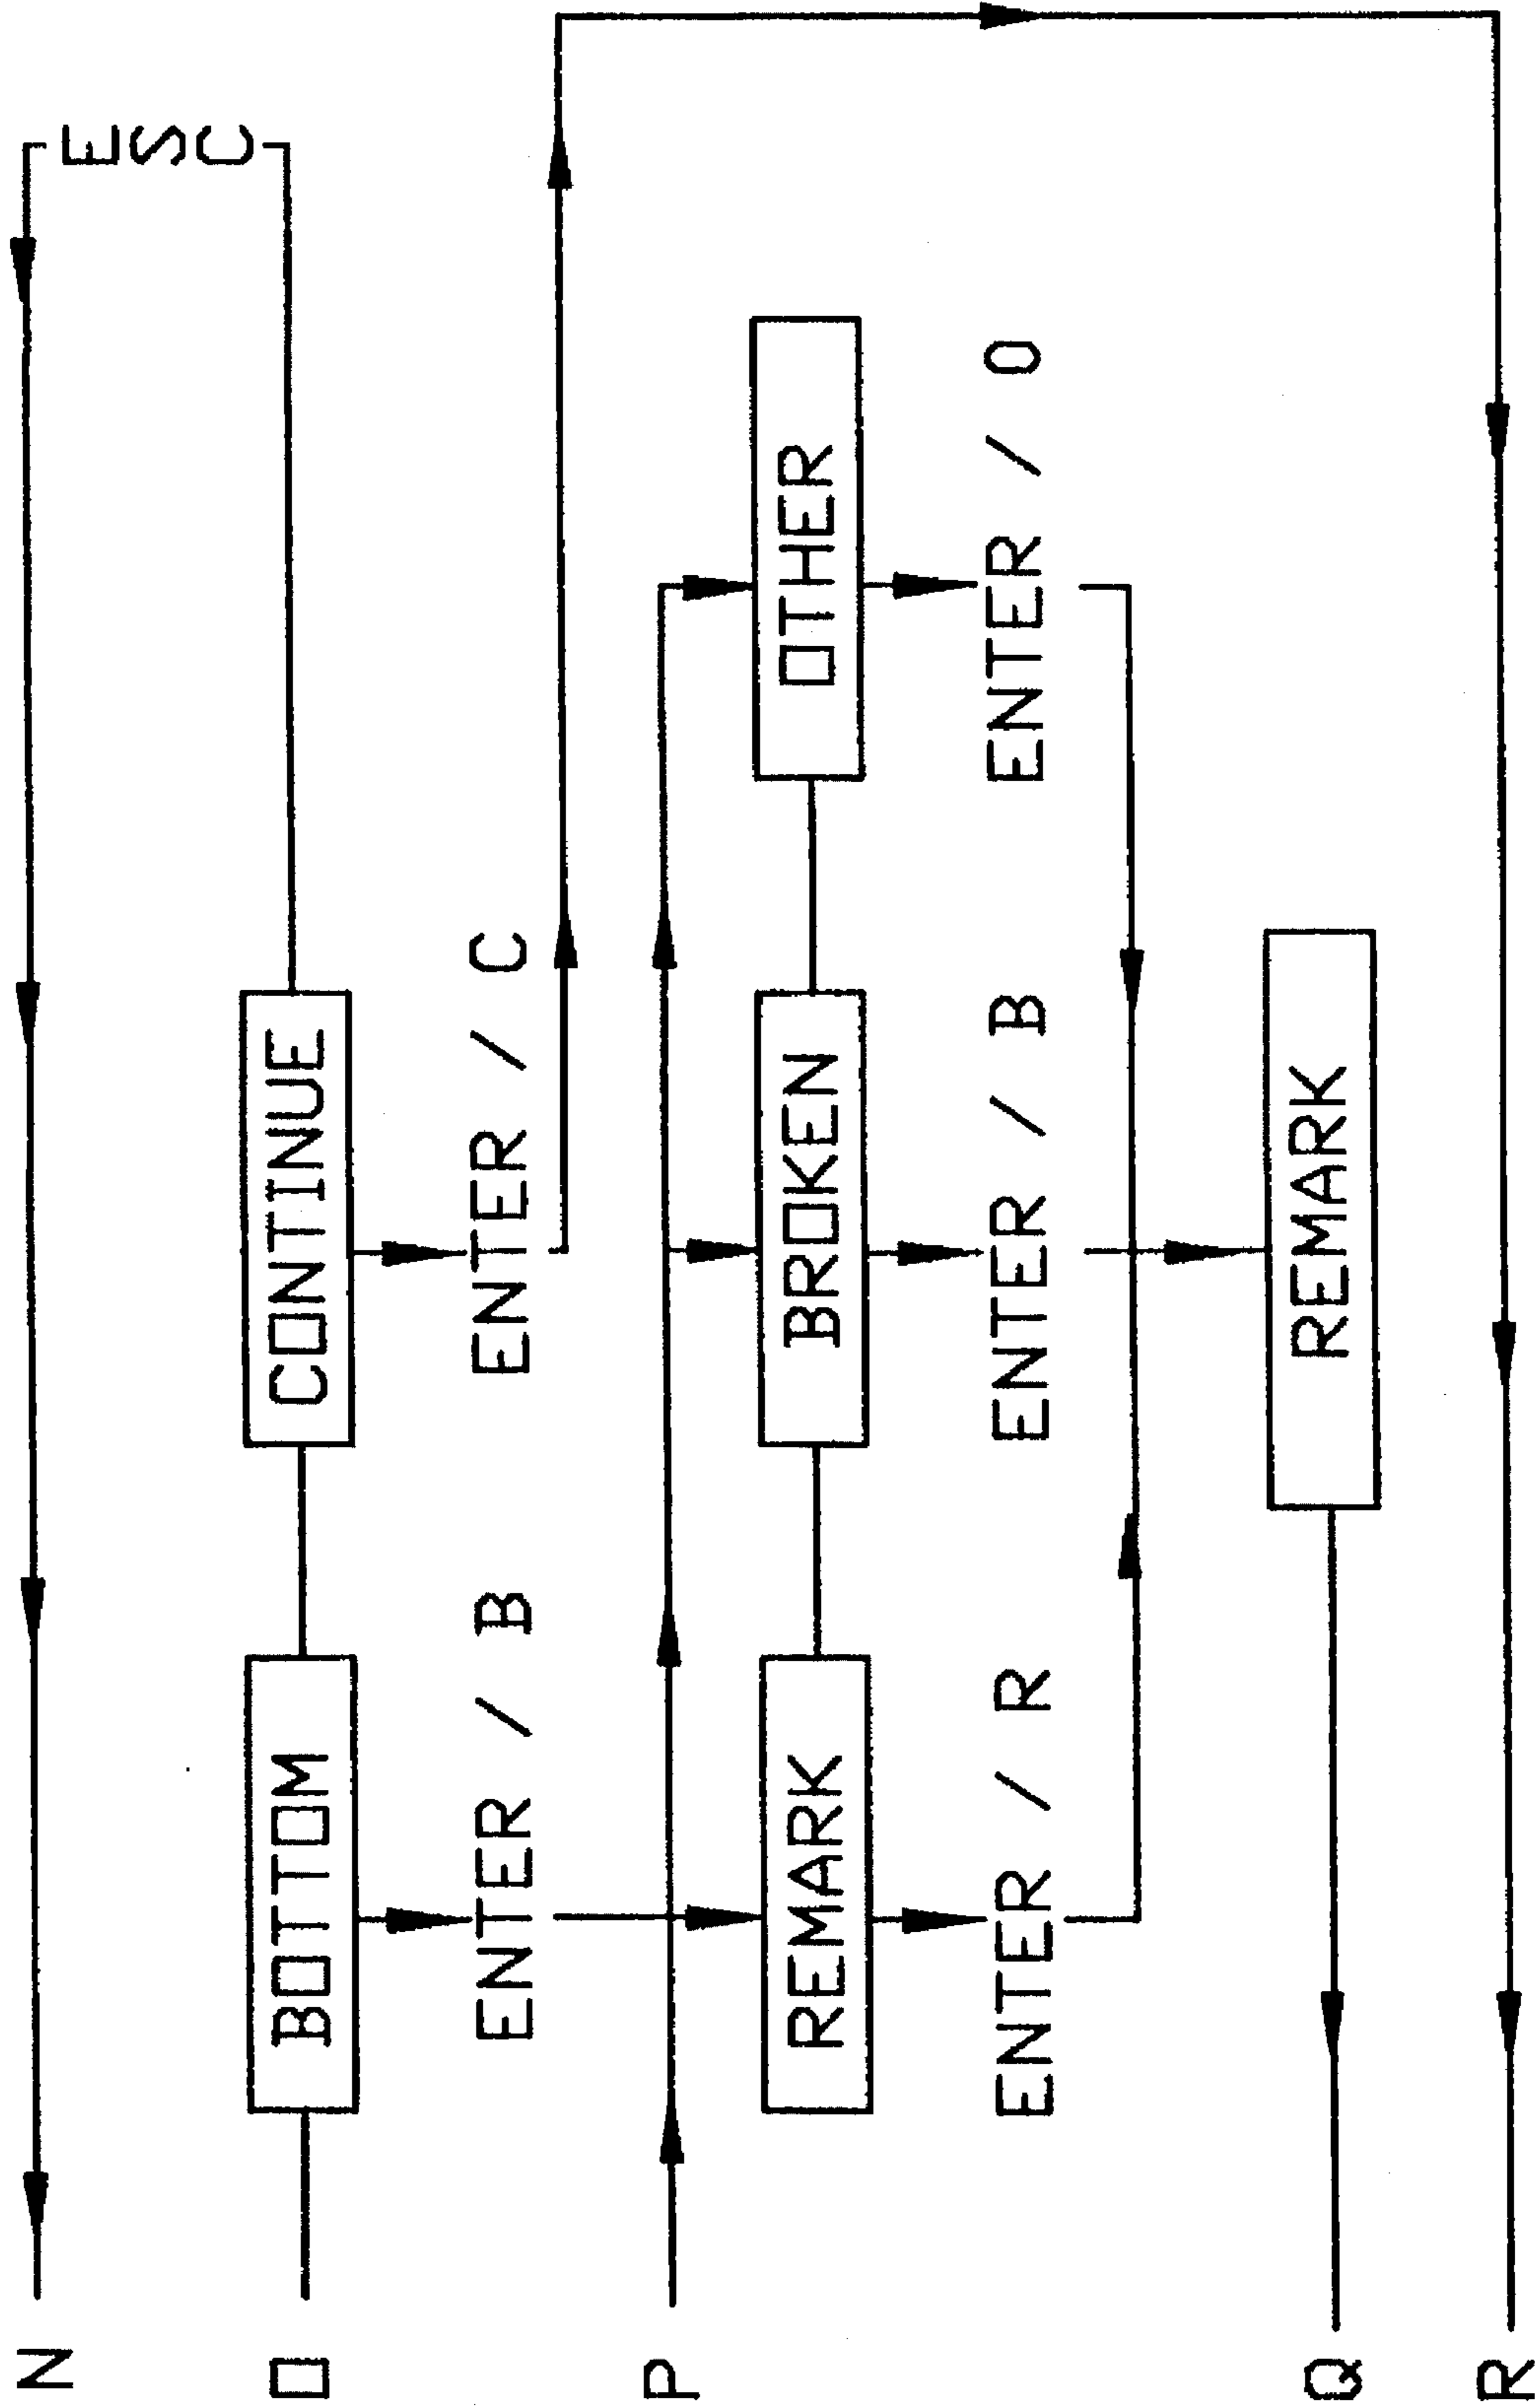 N
ESC
O BOTTOM CONTINUE
ENTER / B ENTER / C
P
REMARK BROKEN OTHER
ENTER / R ENTER / B ENTER / O
Q REMARK
R